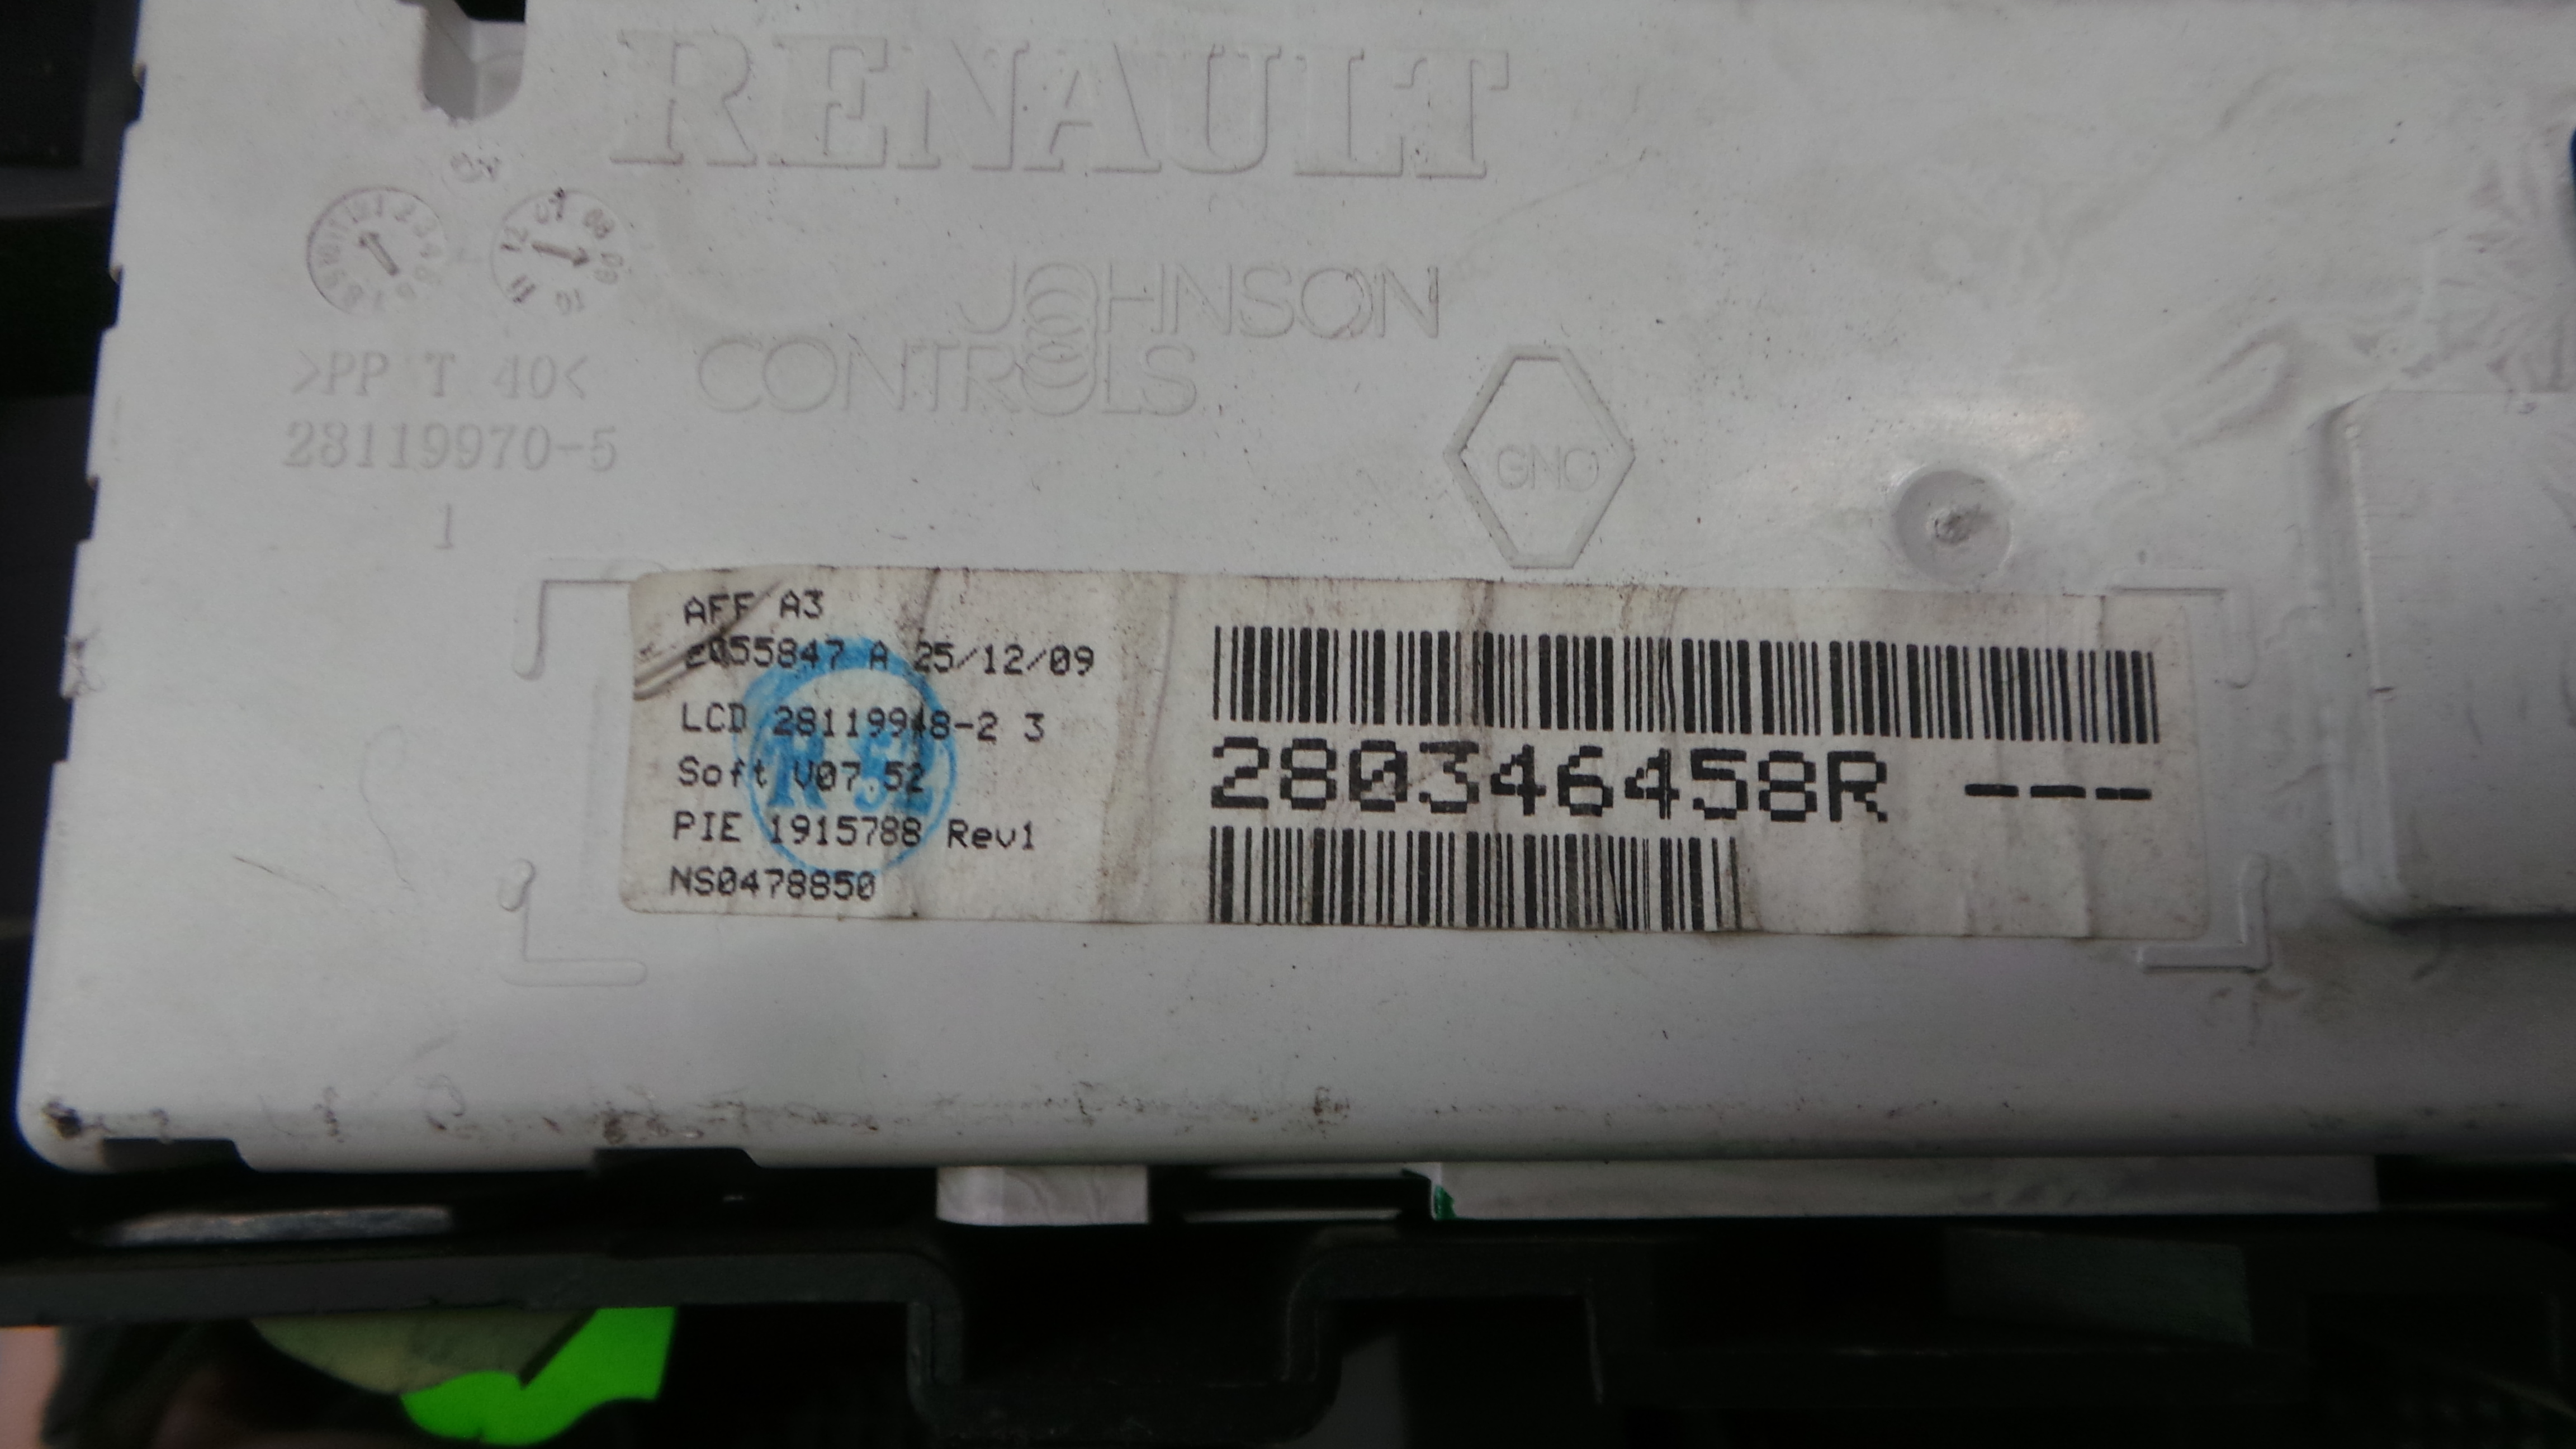 RENAULT
JOHNSON
CONTROLS
>PP T 40<
28119970-5
1
GNO
AFF A3
2055847 A 25/12/09
LCD 28119948-2 3
Soft V07.52
PIE 1915788 Rev1
NS0478850
280346458R ---